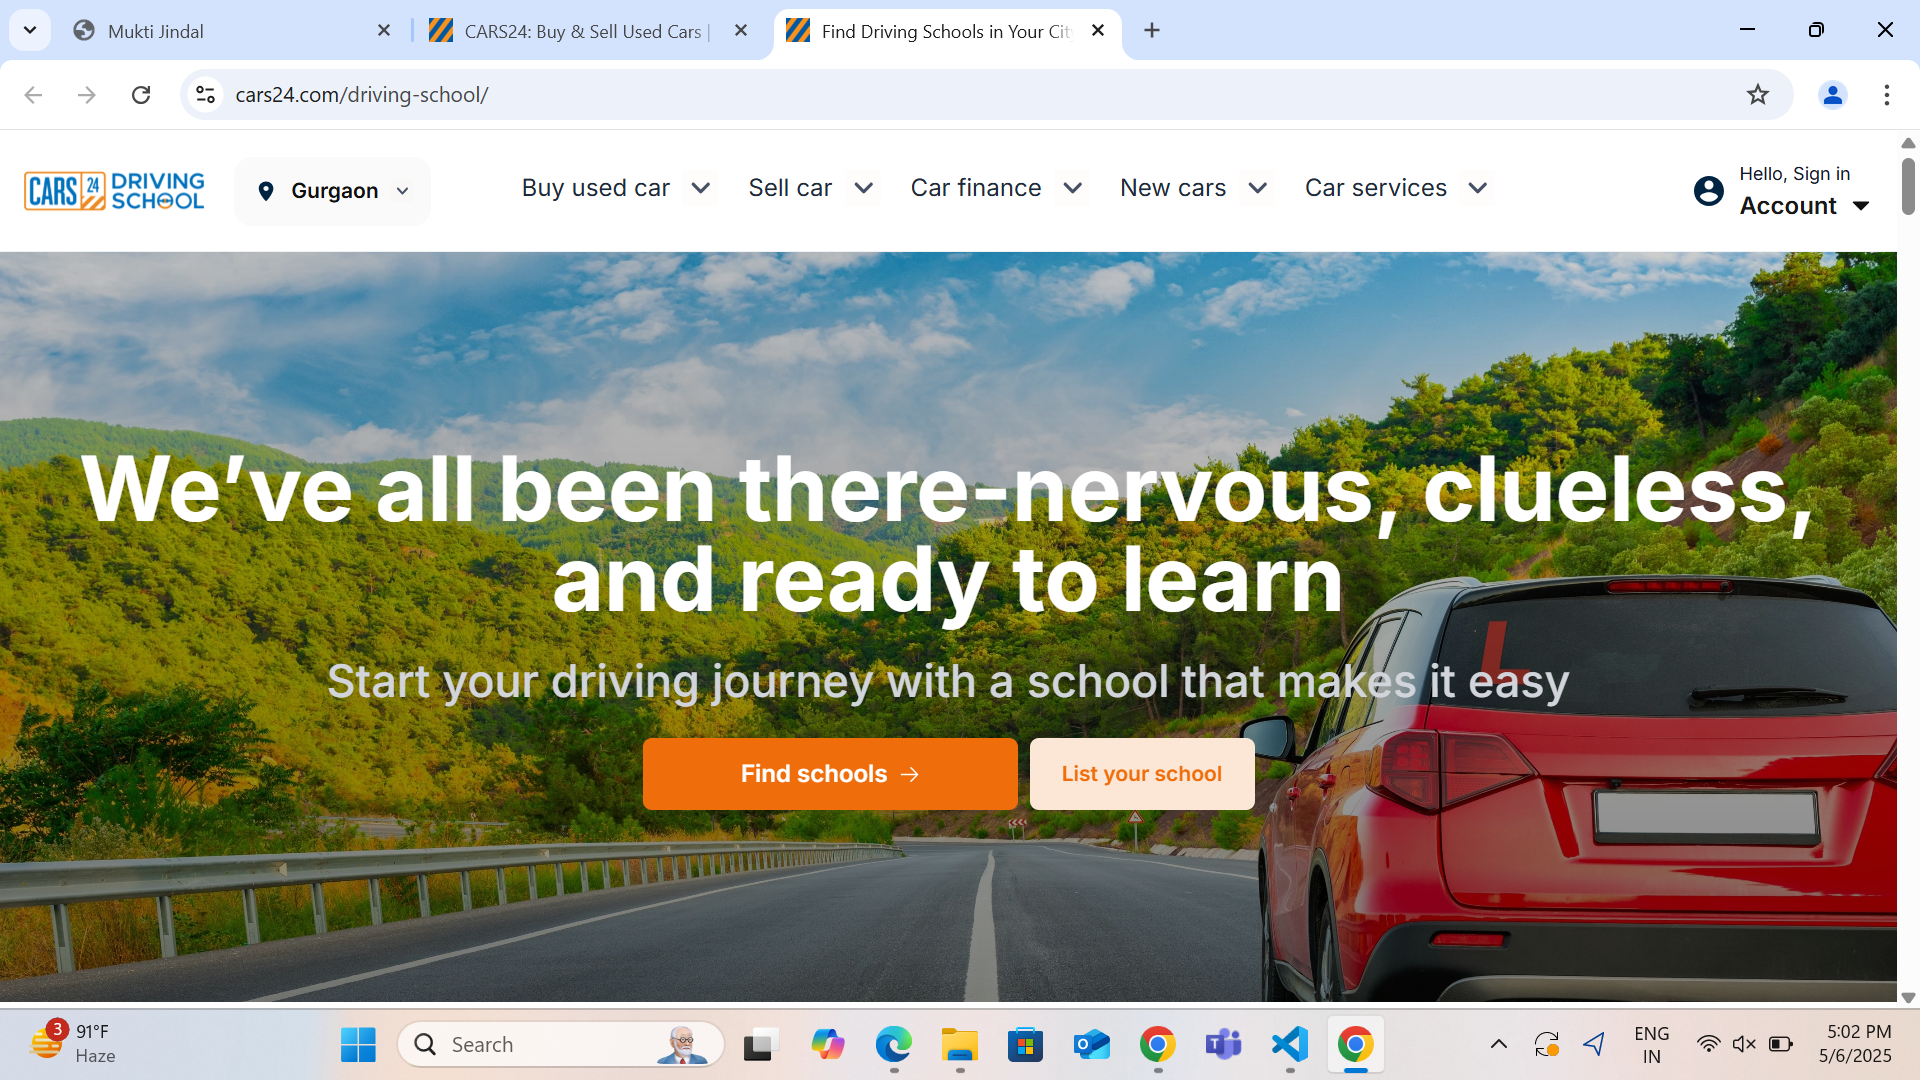 Mukti Jindal
CARS24: Buy & Sell Used Cars |
Find Driving Schools in Your Cit
cars24.com/driving-school/
CARS 24 DRIVING SCHOOL
Gurgaon
Buy used car
Sell car
Car finance
New cars
Car services
Hello, Sign in
Account
We've all been there-nervous, clueless,
and ready to learn
Start your driving journey with a school that makes it easy
L
Find schools →
List your school
3
91°F
Haze
Search
ENG
IN
5:02 PM
5/6/2025